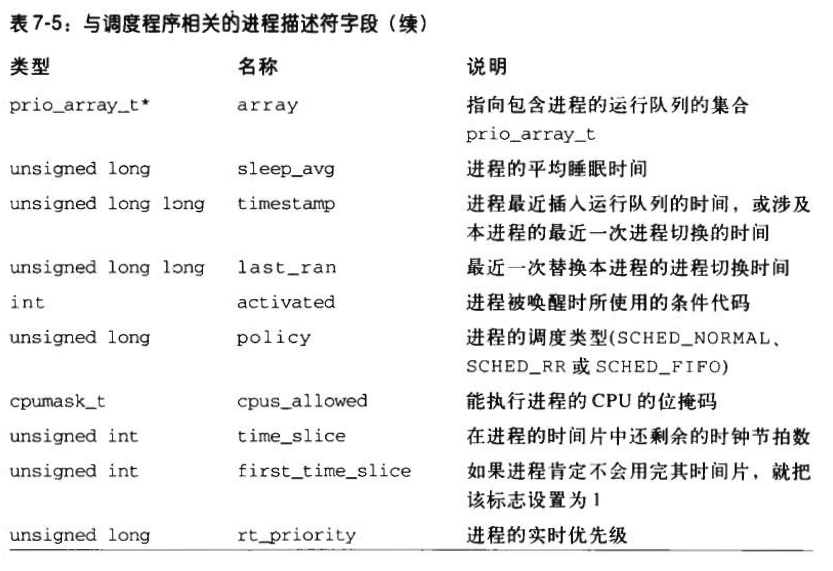 表7-5：与调度程序相关的进程描述符字段（续）
类型 名称 说明
prio_array_t* array 指向包含进程的运行队列的集合
prio_array_t
unsigned long sleep_avg 进程的平均睡眠时间
unsigned long long timestamp 进程最近插入运行队列的时间，或涉及
本进程的最近一次进程切换的时间
unsigned long long last_ran 最近一次替换本进程的进程切换时间
int activated 进程被唤醒时所使用的条件代码
unsigned long policy 进程的调度类型(SCHED_NORMAL、
SCHED_RR 或 SCHED_FIFO)
cpumask_t cpus_allowed 能执行进程的 CPU 的位掩码
unsigned int time_slice 在进程的时间片中还剩余的时钟节拍数
unsigned int first_time_slice 如果进程肯定不会用完其时间片，就把
该标志设置为 1
unsigned long rt_priority 进程的实时优先级